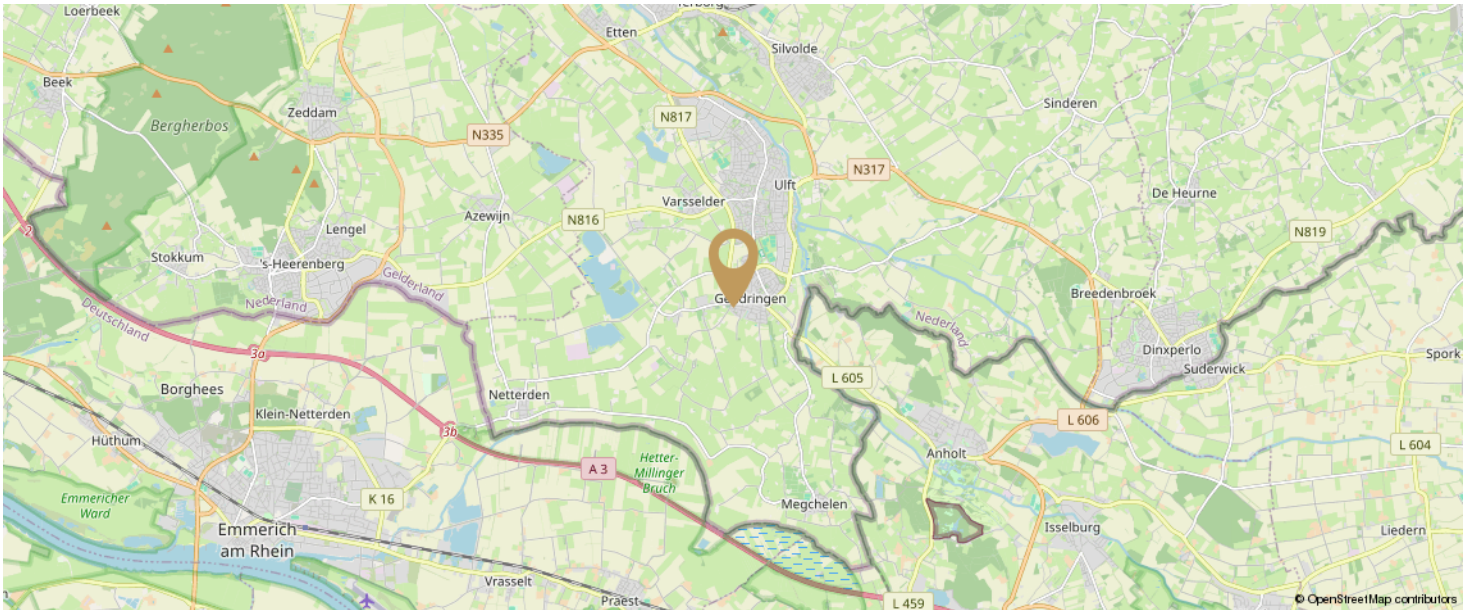 Loerbeek
Terborg
Etten
Silvolde
Beek
Sinderen
Zeddam
N817
Bergherbos
N335
N317
Ulft
De Heurne
Varsselder
Azewijn
N816
2
Lengel
N819
Stokkum
's-Heerenberg
Gelderland
Breedenbroek
Nederland
Deutschland
Nederland
3a
Dinxperlo
Spork
Suderwick
L 605
Borghees
Netterden
Klein-Netterden
L 606
3b
Hüthum
L 604
Anholt
A 3
Hetter-
Millinger
Bruch
Emmericher
Ward
K 16
Megchelen
Emmerich
am Rhein
Isselburg
Liedern
Vrasselt
Praest
L 459
© OpenStreetMap contributors